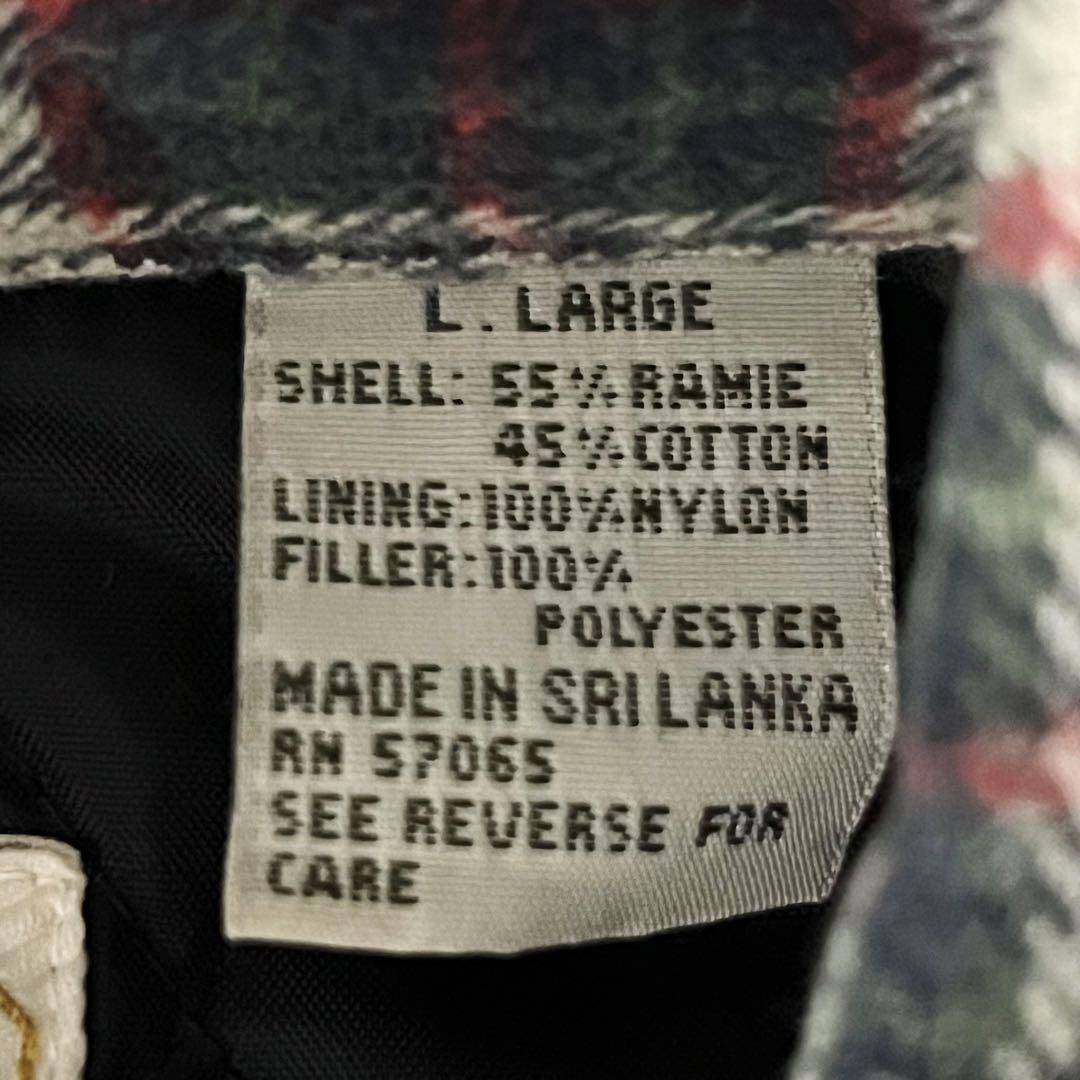 L. LARGE
SHELL: 55% RAMIE
45% COTTON
LINING: 100% NYLON
FILLER: 100%
POLYESTER
MADE IN SRI LANKA
RN 57065
SEE REVERSE FOR
CARE